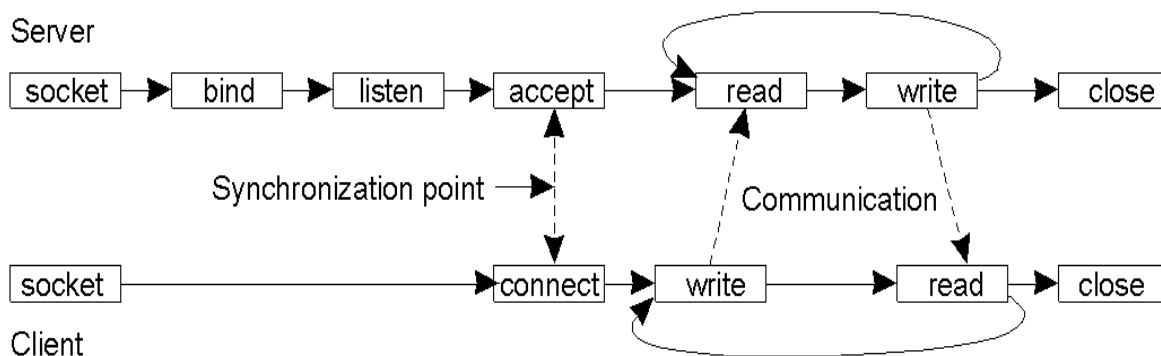 Server
socket bind listen accept read write close
Synchronization point Communication
socket connect write read close
Client